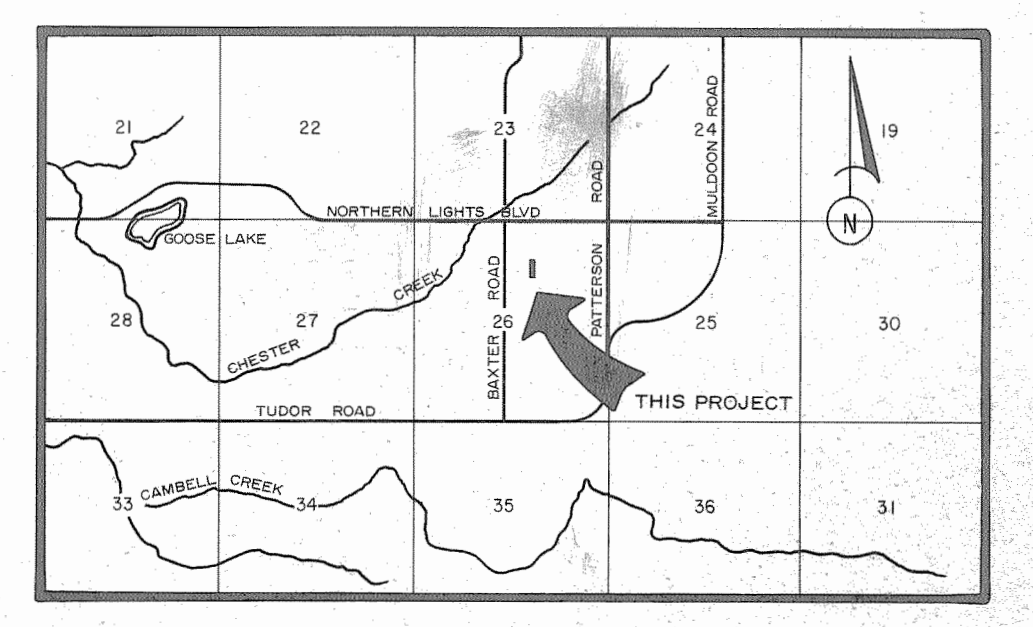 21
22
23
24
19
MULDOON ROAD
ROAD
NORTHERN LIGHTS BLVD
N
GOOSE LAKE
CREEK
BAXTER ROAD
PATTERSON
28
27
26
25
30
CHESTER
THIS PROJECT
TUDOR ROAD
CAMBELL CREEK
33
34
35
36
31